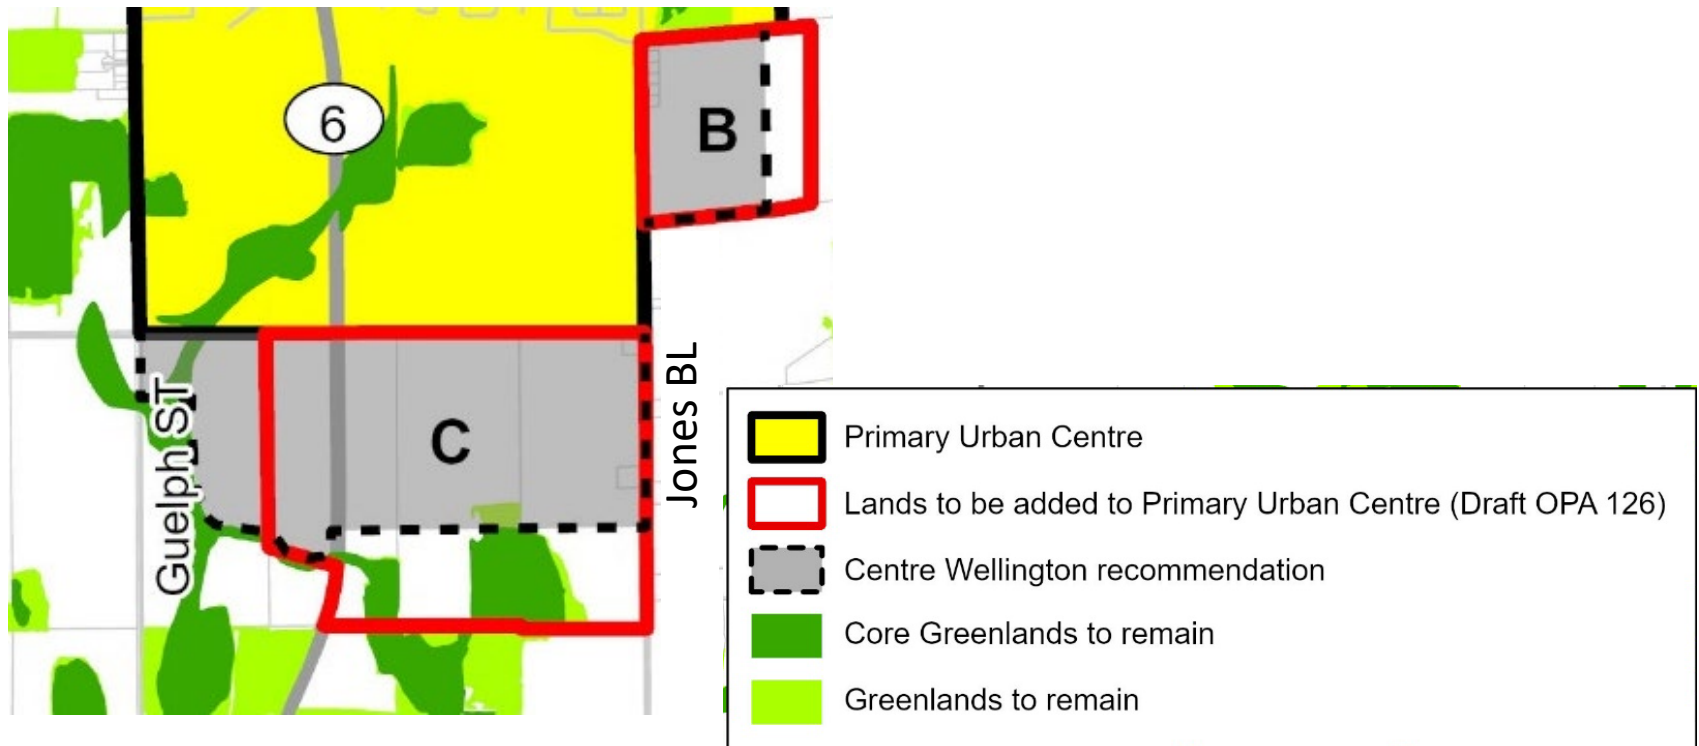 6
B
C
Guelph ST
Jones BL
Primary Urban Centre
Lands to be added to Primary Urban Centre (Draft OPA 126)
Centre Wellington recommendation
Core Greenlands to remain
Greenlands to remain